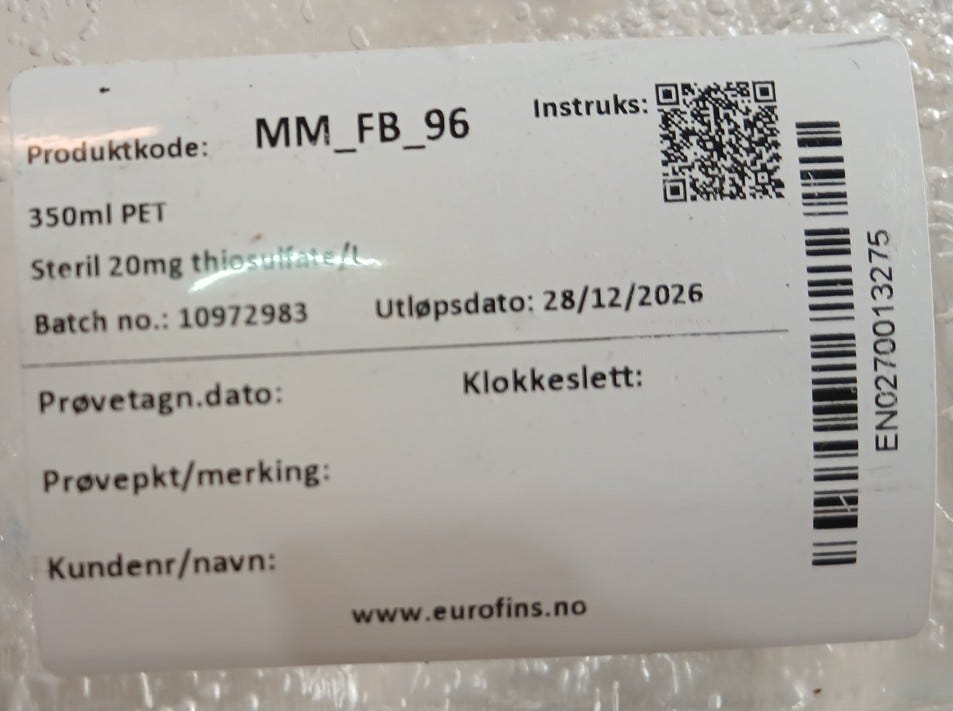 Produktkode: MM_FB_96 Instruks:
350ml PET
Steril 20mg thiosulfate/L
Batch no.: 10972983 Utløpsdato: 28/12/2026
Prøvetagn.dato: Klokkeslett:
Prøvepkt/merking:
Kundenr/navn:
www.eurofins.no
EN0270013275